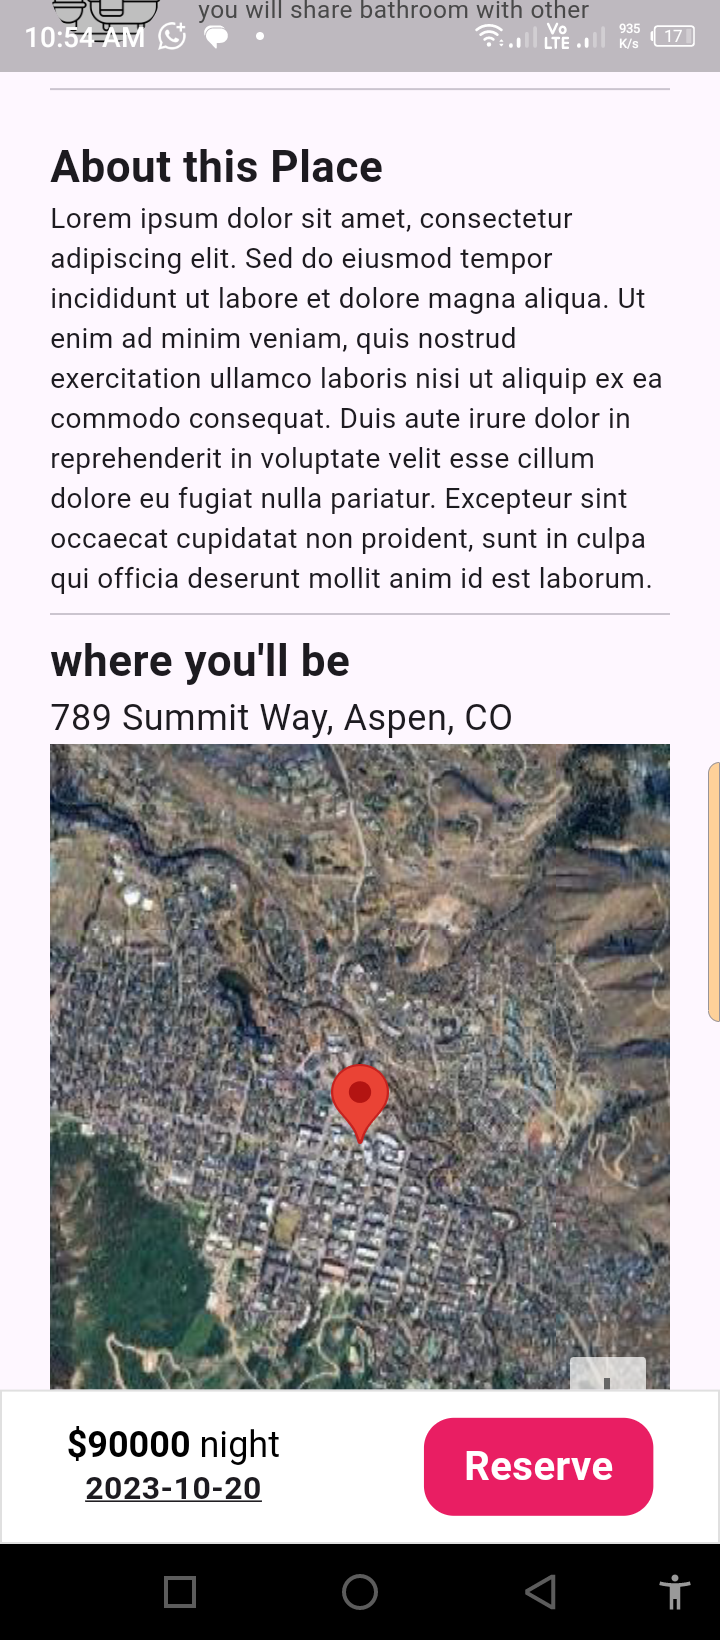 you will share bathroom with other
10:54 AM
Vo
LTE
935
K/s
17
About this Place
Lorem ipsum dolor sit amet, consectetur
adipiscing elit. Sed do eiusmod tempor
incididunt ut labore et dolore magna aliqua. Ut
enim ad minim veniam, quis nostrud
exercitation ullamco laboris nisi ut aliquip ex ea
commodo consequat. Duis aute irure dolor in
reprehenderit in voluptate velit esse cillum
dolore eu fugiat nulla pariatur. Excepteur sint
occaecat cupidatat non proident, sunt in culpa
qui officia deserunt mollit anim id est laborum.
where you'll be
789 Summit Way, Aspen, CO
$90000 night
2023-10-20
Reserve